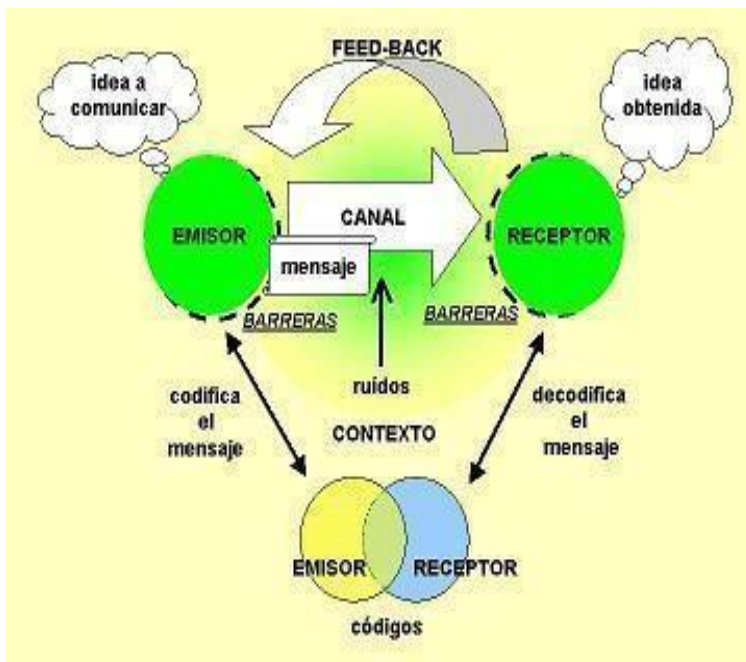 FEED-BACK
idea a
comunicar
idea
obtenida
EMISOR
CANAL
RECEPTOR
mensaje
BARRERAS
BARRERAS
ruídos
codifica
el
mensaje
decodifica
el
mensaje
CONTEXTO
EMISOR
RECEPTOR
códigos